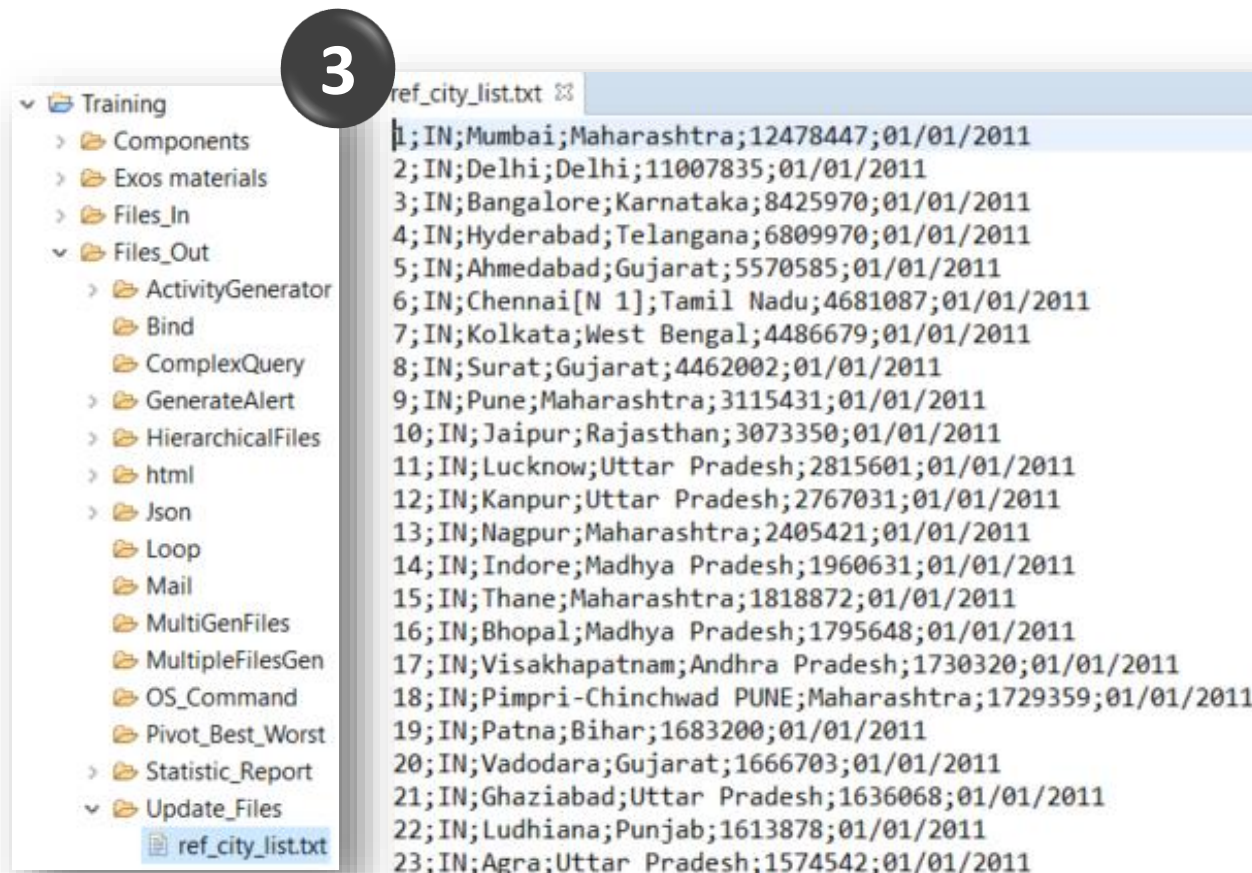 3
Training
Components
Exos materials
Files_In
Files_Out
ActivityGenerator
Bind
ComplexQuery
GenerateAlert
HierarchicalFiles
html
Json
Loop
Mail
MultiGenFiles
MultipleFilesGen
OS_Command
Pivot_Best_Worst
Statistic_Report
Update_Files
ref_city_list.txt
ref_city_list.txt
1;IN;Mumbai;Maharashtra;12478447;01/01/2011
2;IN;Delhi;Delhi;11007835;01/01/2011
3;IN;Bangalore;Karnataka;8425970;01/01/2011
4;IN;Hyderabad;Telangana;6809970;01/01/2011
5;IN;Ahmedabad;Gujarat;5570585;01/01/2011
6;IN;Chennai[N 1];Tamil Nadu;4681087;01/01/2011
7;IN;Kolkata;West Bengal;4486679;01/01/2011
8;IN;Surat;Gujarat;4462002;01/01/2011
9;IN;Pune;Maharashtra;3115431;01/01/2011
10;IN;Jaipur;Rajasthan;3073350;01/01/2011
11;IN;Lucknow;Uttar Pradesh;2815601;01/01/2011
12;IN;Kanpur;Uttar Pradesh;2767031;01/01/2011
13;IN;Nagpur;Maharashtra;2405421;01/01/2011
14;IN;Indore;Madhya Pradesh;1960631;01/01/2011
15;IN;Thane;Maharashtra;1818872;01/01/2011
16;IN;Bhopal;Madhya Pradesh;1795648;01/01/2011
17;IN;Visakhapatnam;Andhra Pradesh;1730320;01/01/2011
18;IN;Pimpri-Chinchwad PUNE;Maharashtra;1729359;01/01/2011
19;IN;Patna;Bihar;1683200;01/01/2011
20;IN;Vadodara;Gujarat;1666703;01/01/2011
21;IN;Ghaziabad;Uttar Pradesh;1636068;01/01/2011
22;IN;Ludhiana;Punjab;1613878;01/01/2011
23;IN;Agra;Uttar Pradesh;1574542;01/01/2011